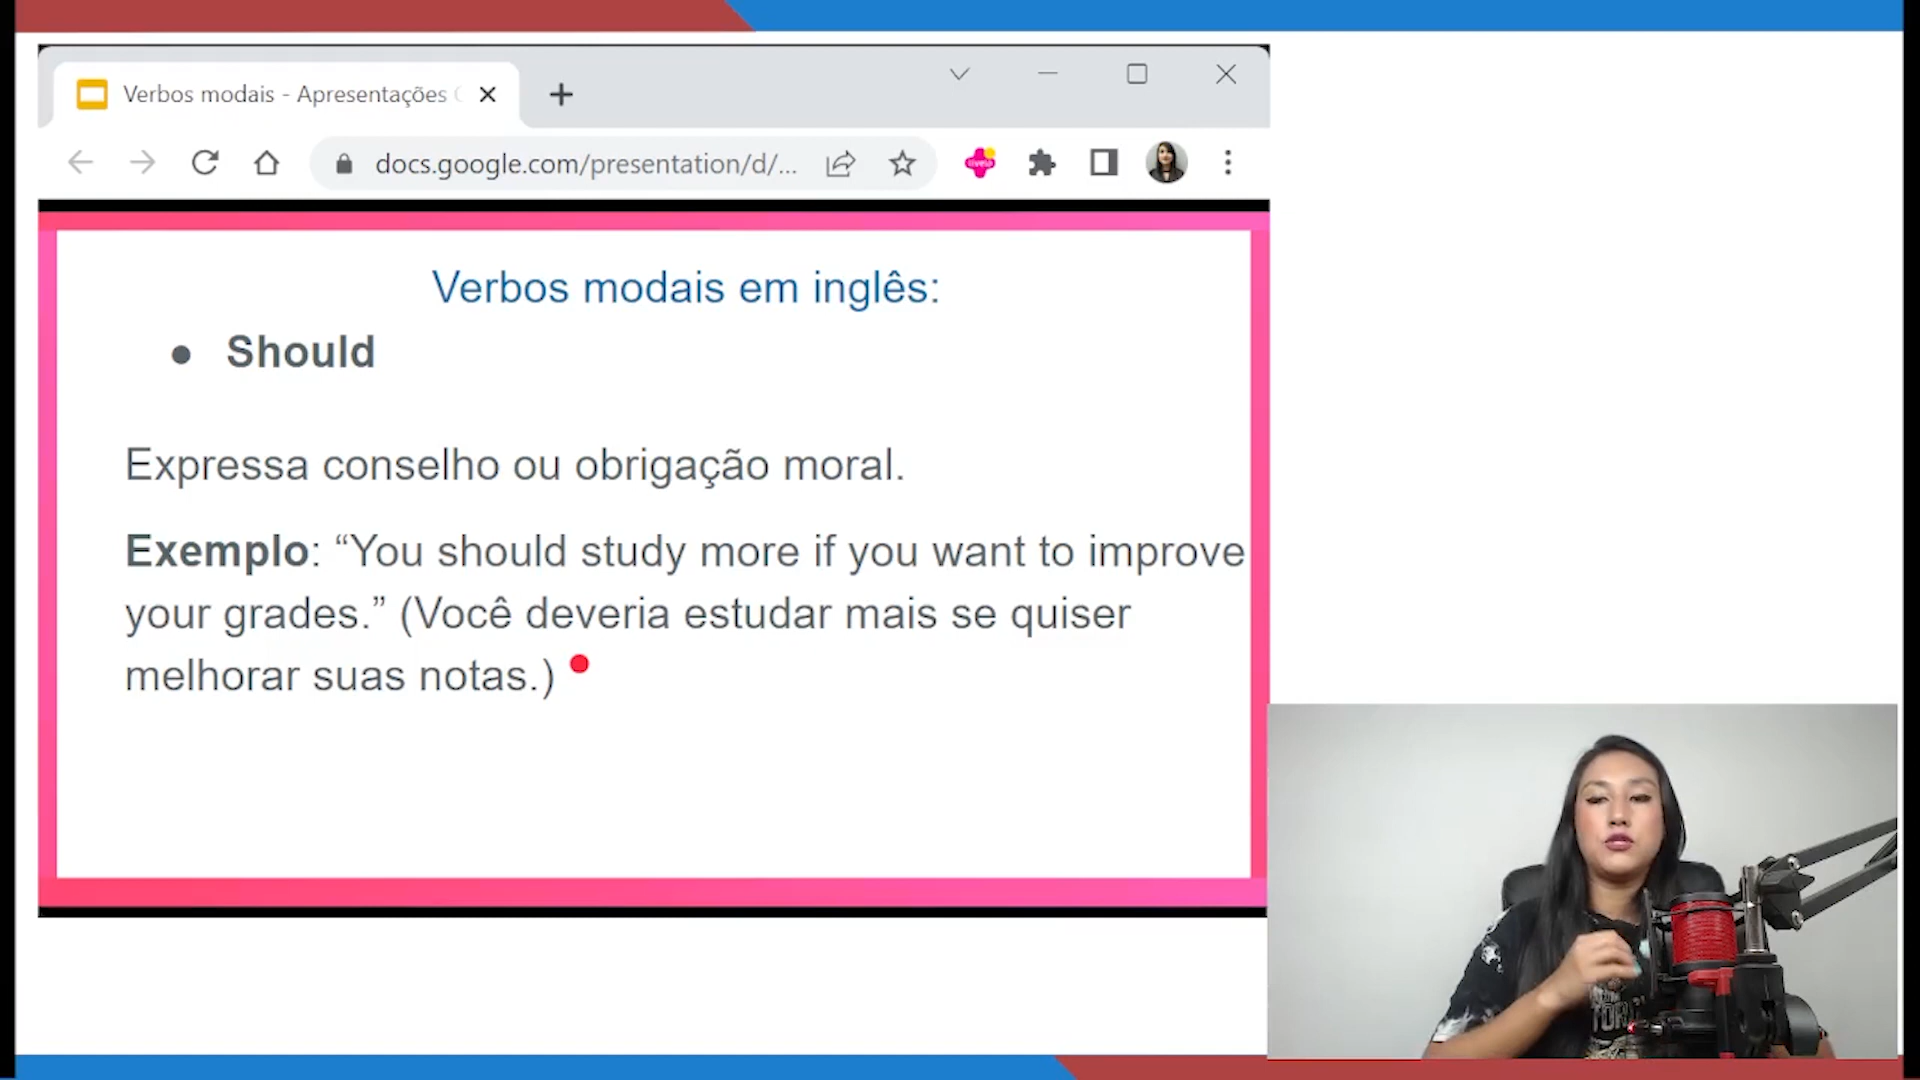 Verbos modais - Apresentações
docs.google.com/presentation/d/...
Verbos modais em inglês:
● Should
Expressa conselho ou obrigação moral.
Exemplo: “You should study more if you want to improve
your grades.” (Você deveria estudar mais se quiser
melhorar suas notas.)